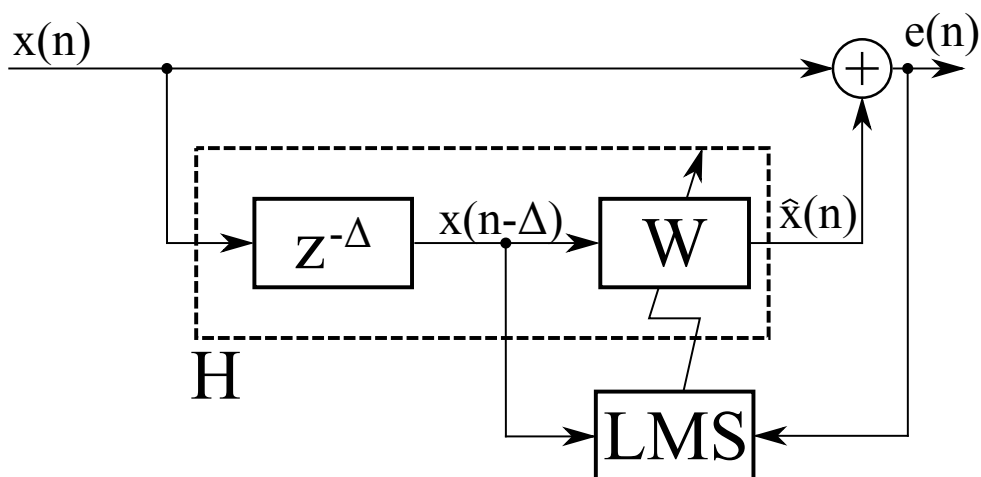 x(n)
e(n)
z-Δ
x(n-Δ)
W
x̂(n)
H
LMS